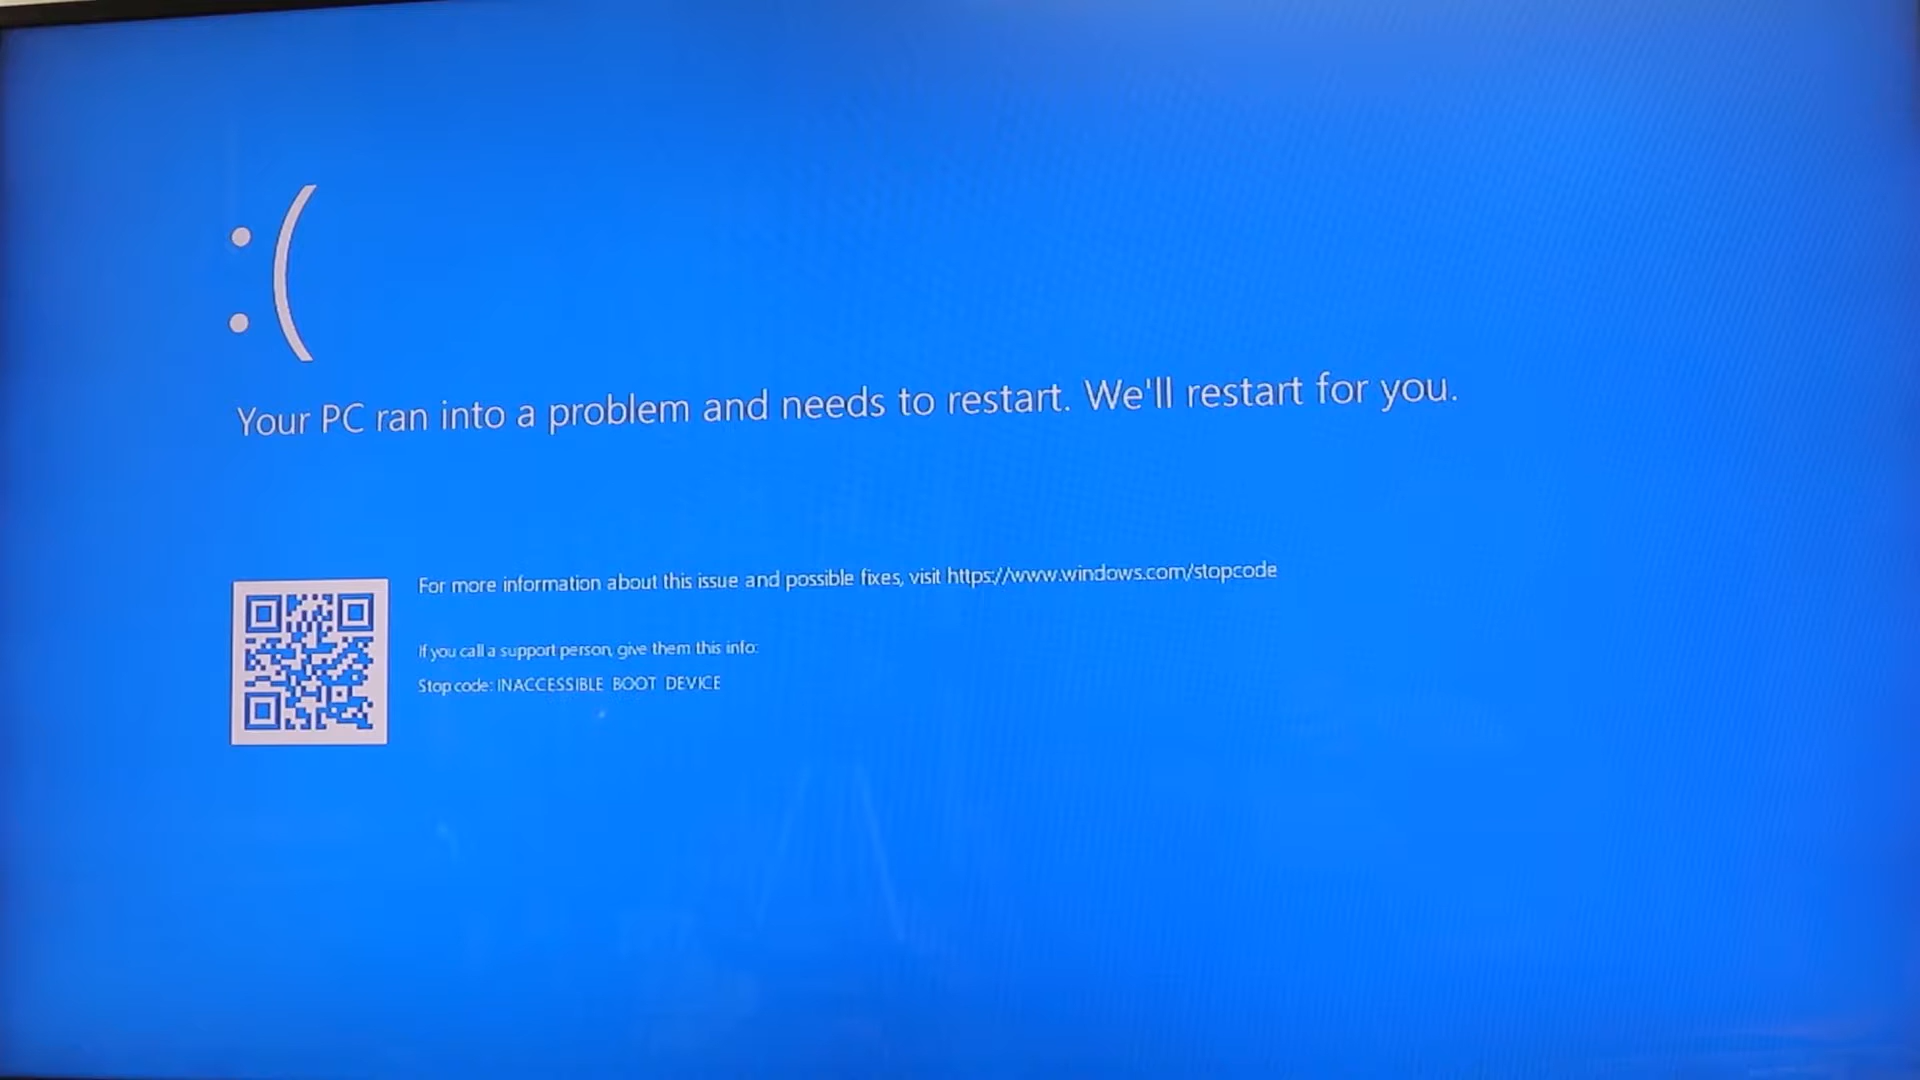 :(
Your PC ran into a problem and needs to restart. We'll restart for you.
For more information about this issue and possible fixes, visit https://www.windows.com/stopcode
If you call a support person, give them this info:
Stop code: INACCESSIBLE BOOT DEVICE